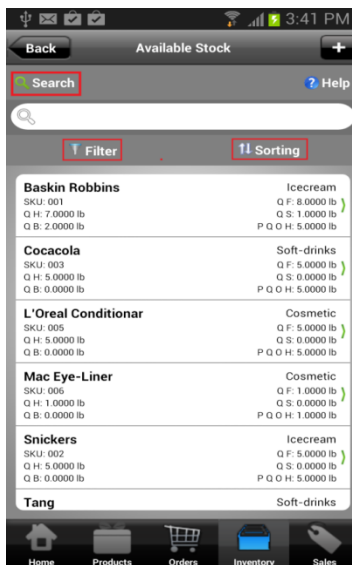 3:41 PM
Back Available Stock +
Search Help
Filter Sorting
Baskin Robbins Icecream
SKU: 001 Q F: 8.0000 lb
Q H: 7.0000 lb Q S: 1.0000 lb
Q B: 2.0000 lb P Q O H: 5.0000 lb
Cocacola Soft-drinks
SKU: 003 Q F: 5.0000 lb
Q H: 5.0000 lb Q S: 0.0000 lb
Q B: 0.0000 lb P Q O H: 5.0000 lb
L'Oreal Conditionar Cosmetic
SKU: 005 Q F: 5.0000 lb
Q H: 5.0000 lb Q S: 0.0000 lb
Q B: 0.0000 lb P Q O H: 5.0000 lb
Mac Eye-Liner Cosmetic
SKU: 006 Q F: 1.0000 lb
Q H: 1.0000 lb Q S: 0.0000 lb
Q B: 0.0000 lb P Q O H: 1.0000 lb
Snickers Icecream
SKU: 002 Q F: 5.0000 lb
Q H: 5.0000 lb Q S: 0.0000 lb
Q B: 0.0000 lb P Q O H: 5.0000 lb
Tang Soft-drinks
Home Products Orders Inventory Sales